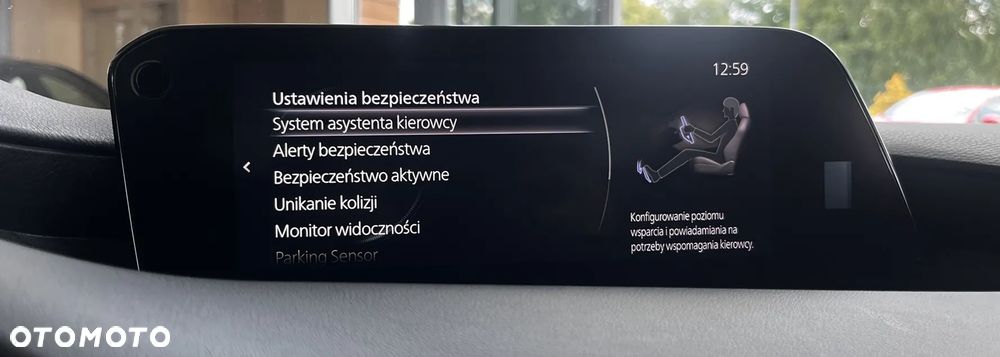 12:59
Ustawienia bezpieczeństwa
System asystenta kierowcy
Alerty bezpieczeństwa
Bezpieczeństwo aktywne
Unikanie kolizji
Monitor widoczności
Parking Sensor
Konfigurowanie poziomu
wsparcia i powiadamiania na
potrzeby wspomagania kierowcy.
OTOMOTO